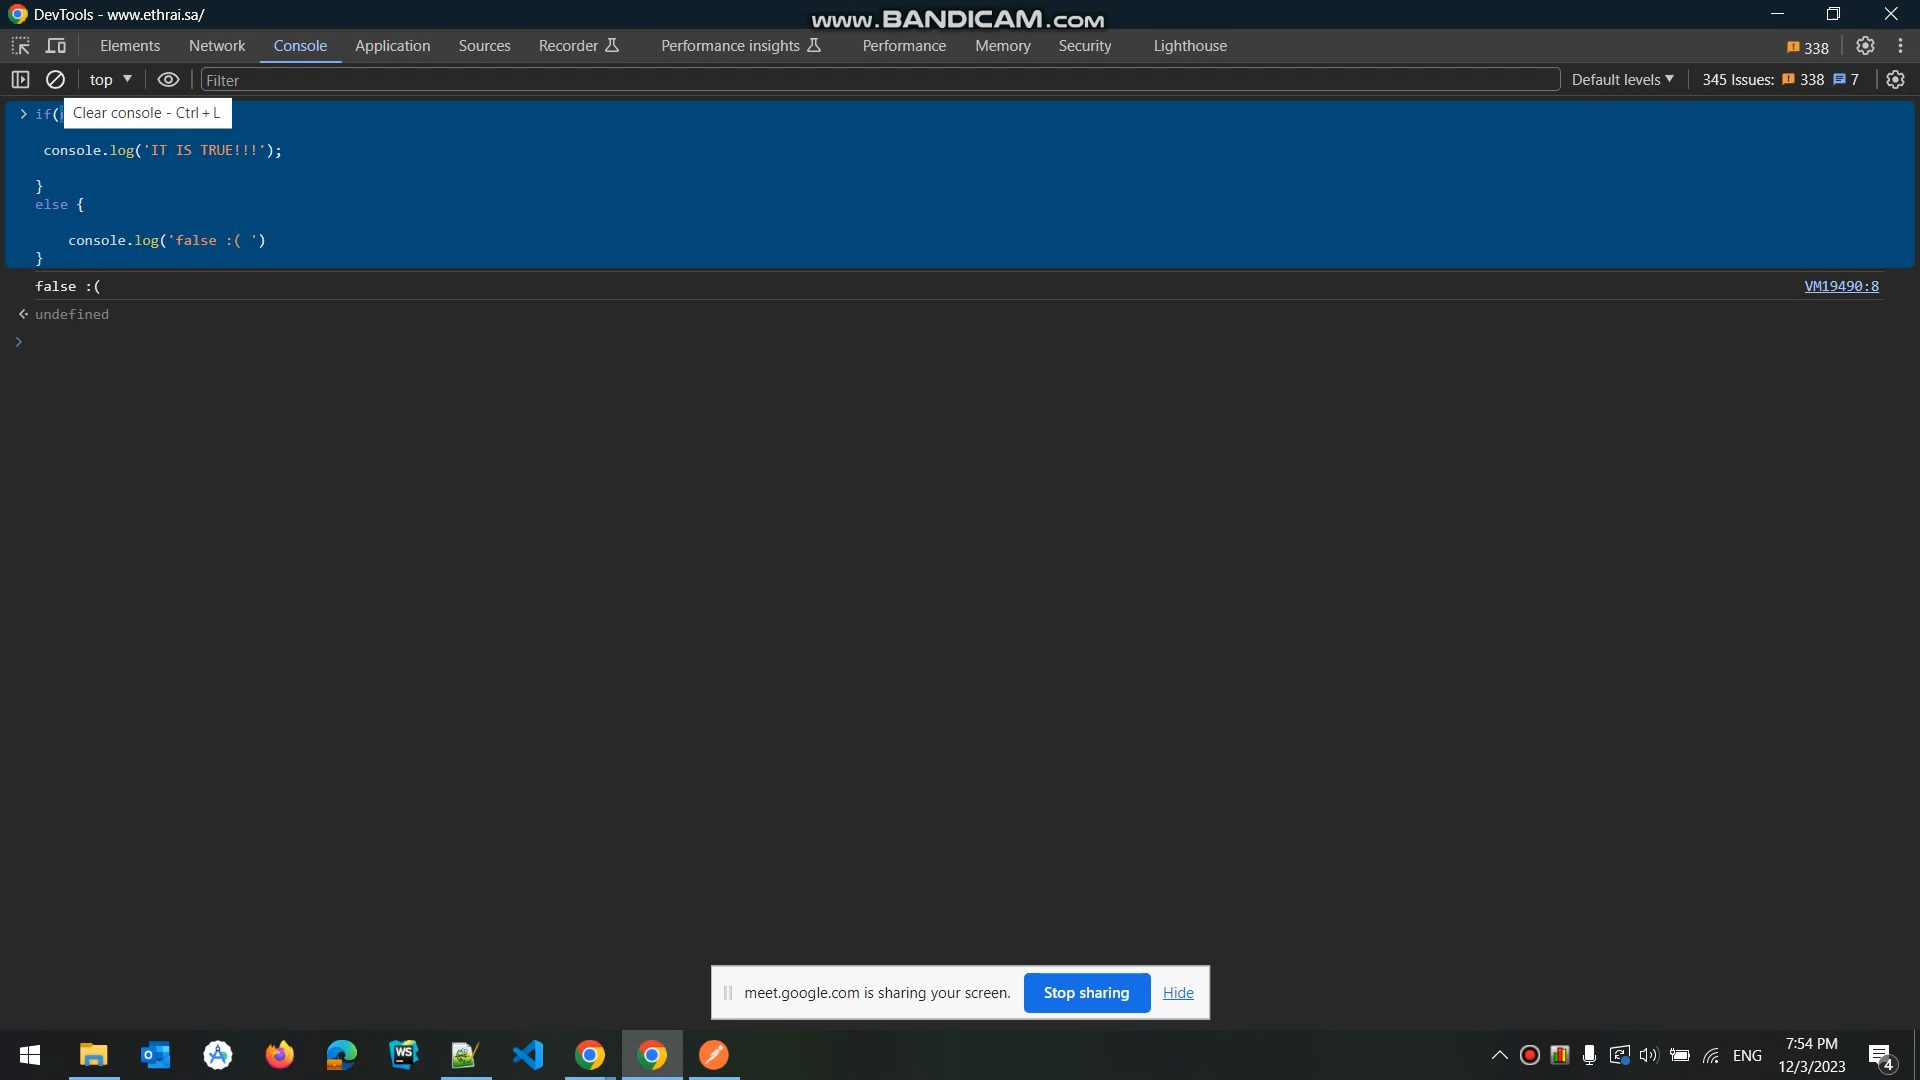 DevTools - www.ethrai.sa/
www.BANDICAM.com
Elements Network Console Application Sources Recorder Performance insights Performance Memory Security Lighthouse 338
top Filter Default levels 345 Issues: 338 7
if(
Clear console - Ctrl + L
console.log('IT IS TRUE!!!');
}
else {
console.log('false :( ')
}
false :( VM19490:8
undefined
meet.google.com is sharing your screen. Stop sharing Hide
WS
ENG
7:54 PM
12/3/2023
4